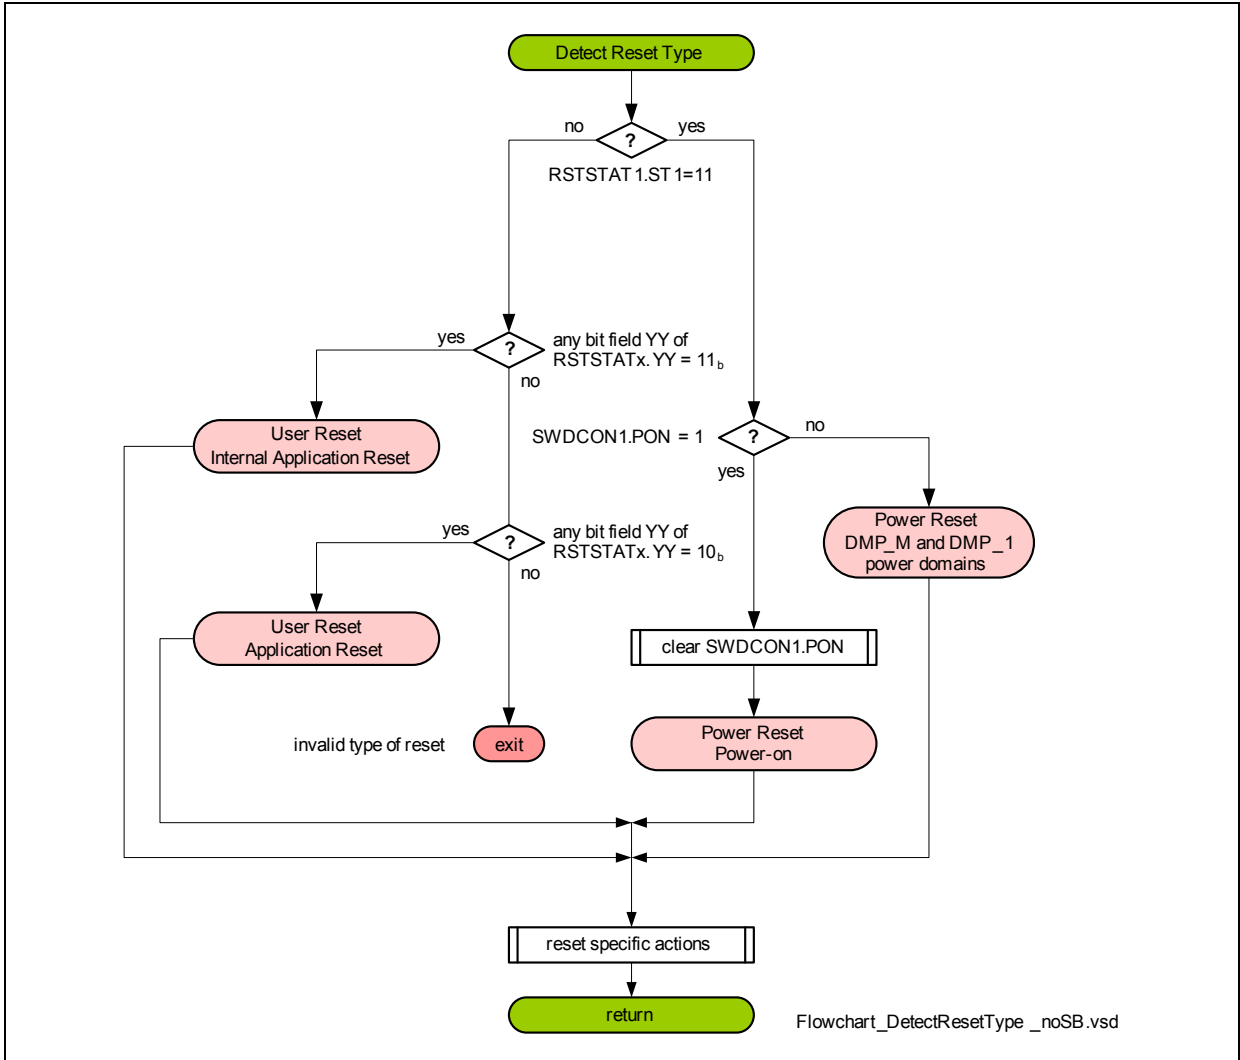 Detect Reset Type
no
?
yes
RSTSTAT1.ST1=11
yes
?
any bit field YY of
RSTSTATx.YY = 11b
no
User Reset
Internal Application Reset
SWDCON1.PON = 1
?
no
yes
Power Reset
DMP_M and DMP_1
power domains
yes
?
any bit field YY of
RSTSTATx.YY = 10b
no
User Reset
Application Reset
clear SWDCON1.PON
invalid type of reset
exit
Power Reset
Power-on
reset specific actions
return
Flowchart_DetectResetType _noSB.vsd